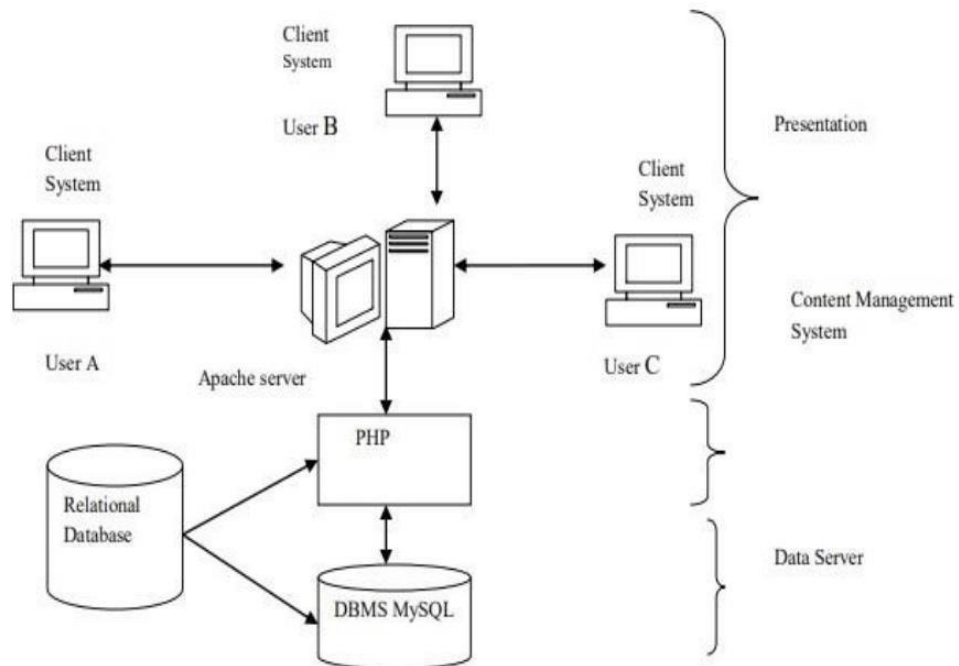 Client
System
User B
Presentation
Client
System
Client
System
Content Management
System
User A
User C
Apache server
PHP
Relational
Database
Data Server
DBMS MySQL